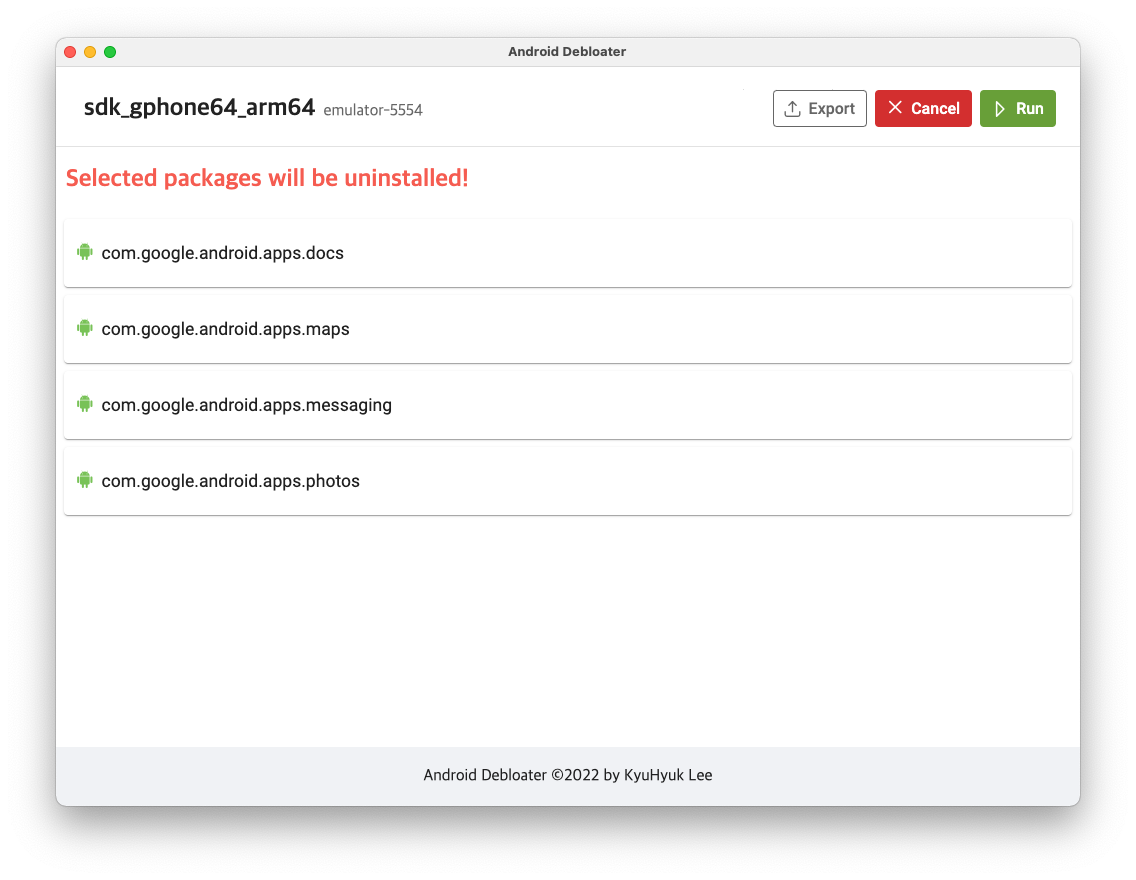 Android Debloater
sdk_gphone64_arm64 emulator-5554
Export Cancel Run
Selected packages will be uninstalled!
com.google.android.apps.docs
com.google.android.apps.maps
com.google.android.apps.messaging
com.google.android.apps.photos
Android Debloater ©2022 by KyuHyuk Lee